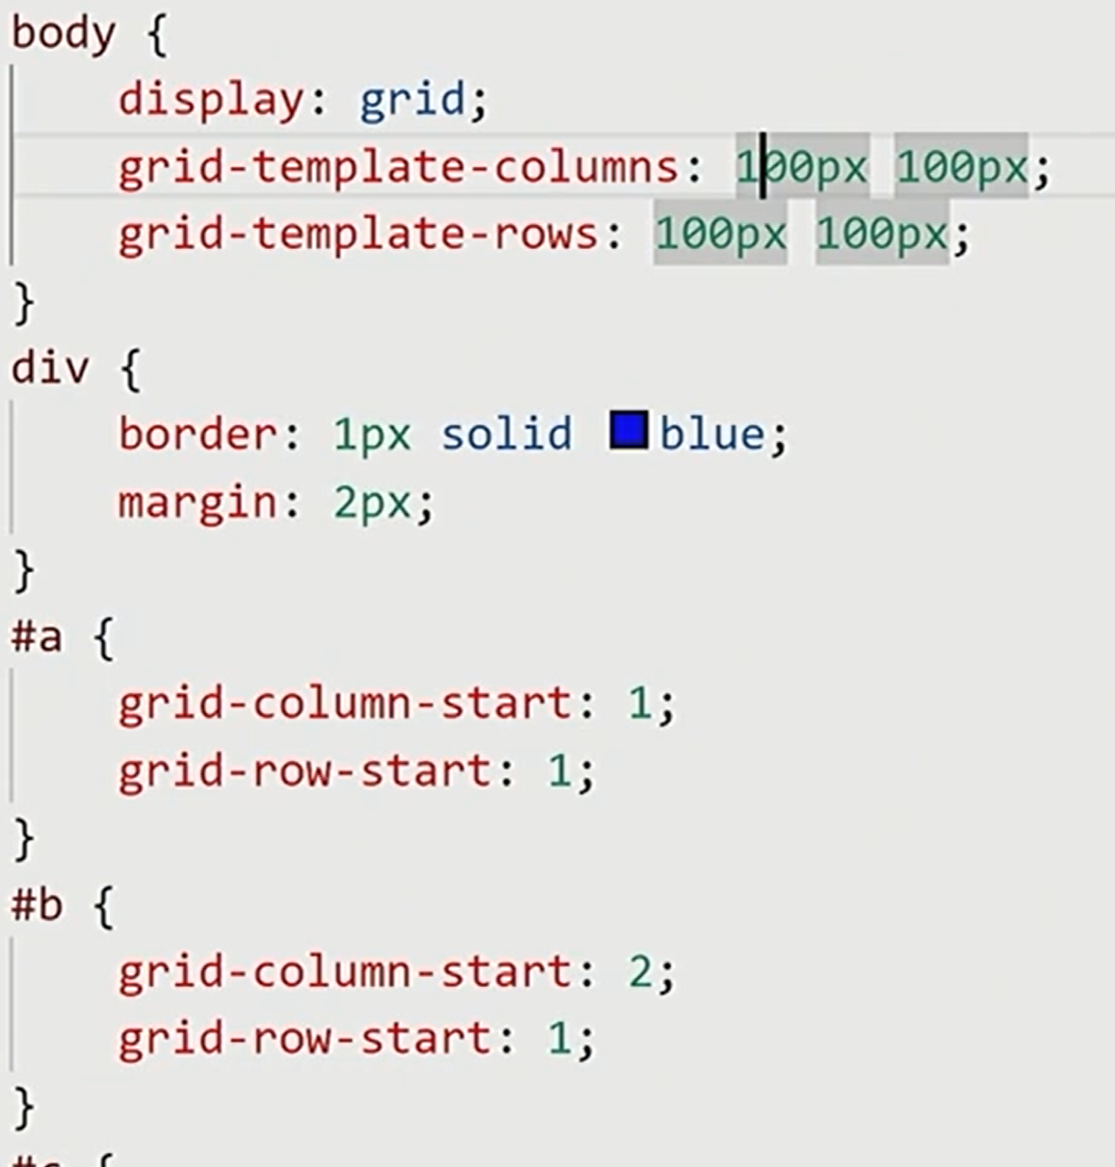 body {
display: grid;
grid-template-columns: 100px 100px;
grid-template-rows: 100px 100px;
}
div {
border: 1px solid blue;
margin: 2px;
}
#a {
grid-column-start: 1;
grid-row-start: 1;
}
#b {
grid-column-start: 2;
grid-row-start: 1;
}